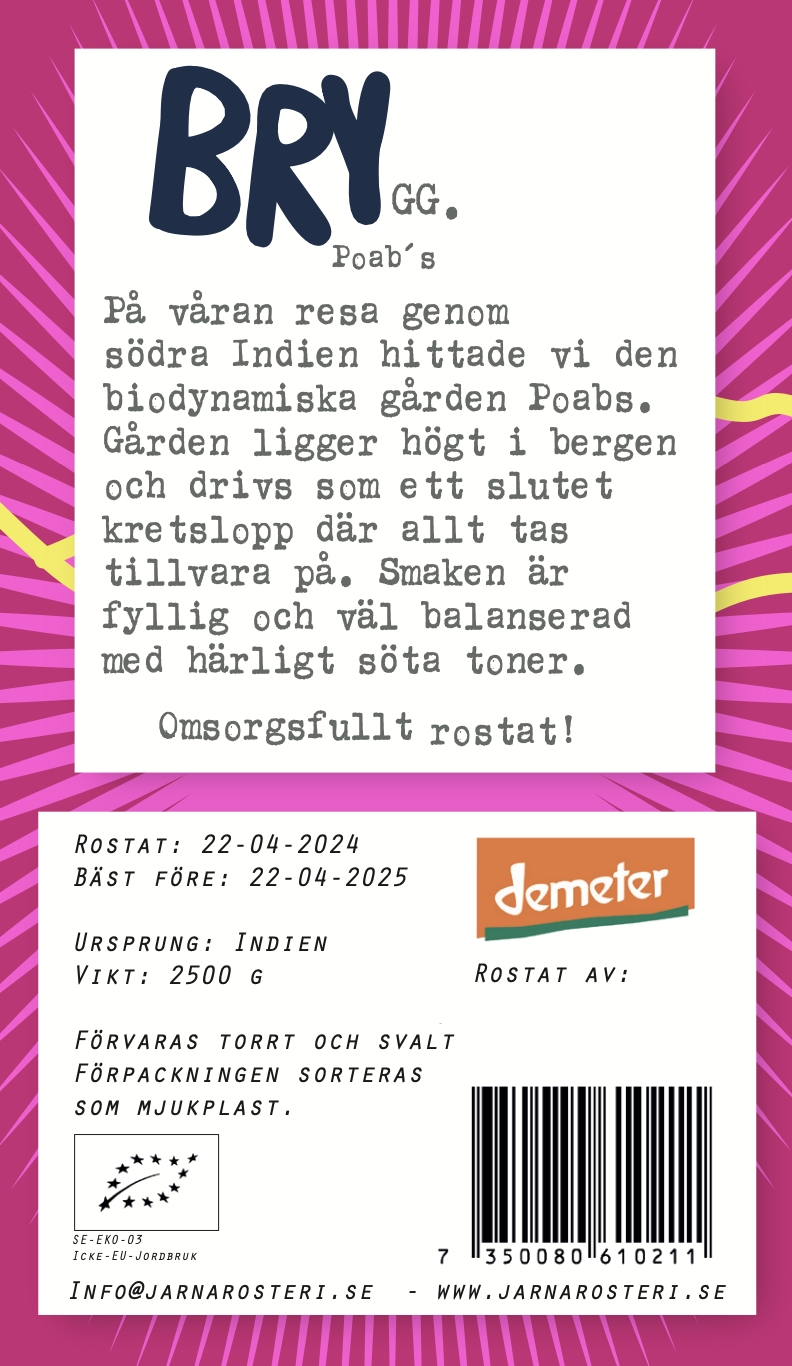 BRYGG.
Poab´s
På våran resa genom
södra Indien hittade vi den
biodynamiska gården Poabs.
Gården ligger högt i bergen
och drivs som ett slutet
kretslopp där allt tas
tillvara på. Smaken är
fyllig och väl balanserad
med härligt söta toner.
Omsorgsfullt rostat!
Rostat: 22-04-2024
Bäst före: 22-04-2025
demeter
Ursprung: Indien
Vikt: 2500 g
Rostat av:
Förvaras torrt och svalt
Förpackningen sorteras
som mjukplast.
SE-EKO-03
Icke-EU-Jordbruk
7 350080 610211
Info@jarnarosteri.se - www.jarnarosteri.se